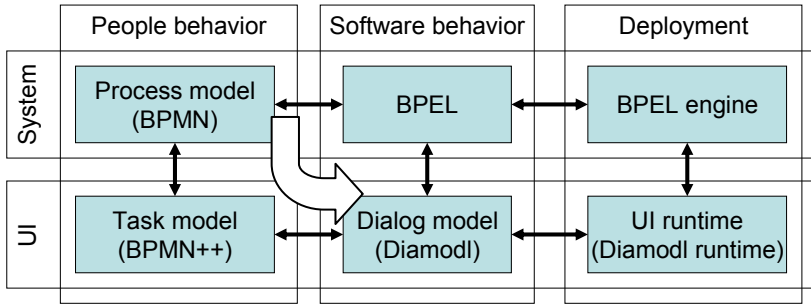 People behavior
Software behavior
Deployment
System
Process model
(BPMN)
BPEL
BPEL engine
UI
Task model
(BPMN++)
Dialog model
(Diamodl)
UI runtime
(Diamodl runtime)